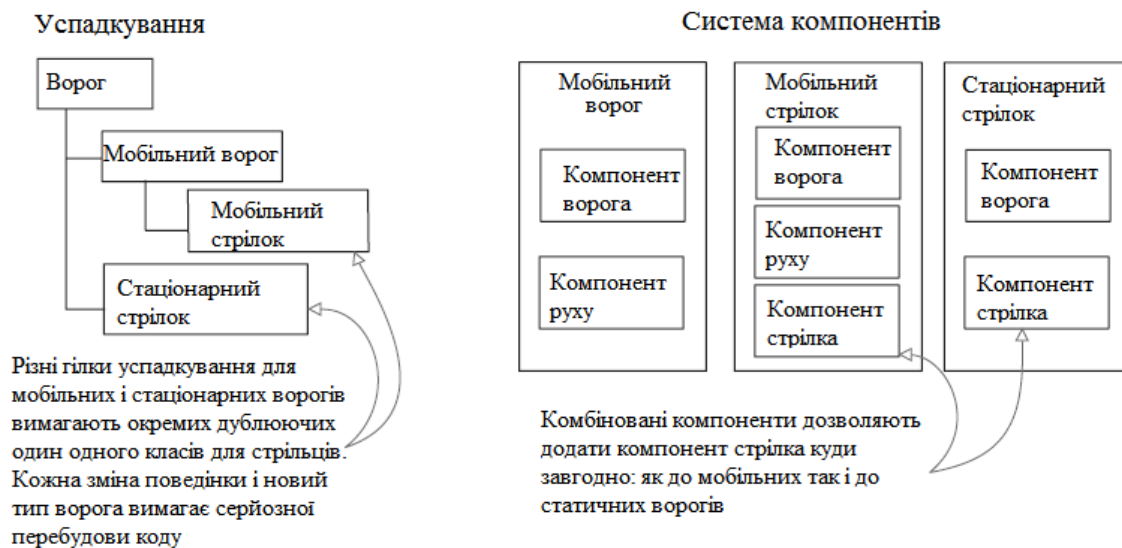 Успадкування
Ворог
Мобільний ворог
Мобільний
стрілок
Стаціонарний
стрілок
Різні гілки успадкування для
мобільних і стаціонарних ворогів
вимагають окремих дублюючих
один одного класів для стрільців.
Кожна зміна поведінки і новий
тип ворога вимагає серйозної
перебудови коду
Система компонентів
Мобільний
ворог
Компонент
ворога
Компонент
руху
Мобільний
стрілок
Компонент
ворога
Компонент
руху
Компонент
стрілка
Стаціонарний
стрілок
Компонент
ворога
Компонент
стрілка
Комбіновані компоненти дозволяють
додати компонент стрілка куди
завгодно: як до мобільних так і до
статичних ворогів